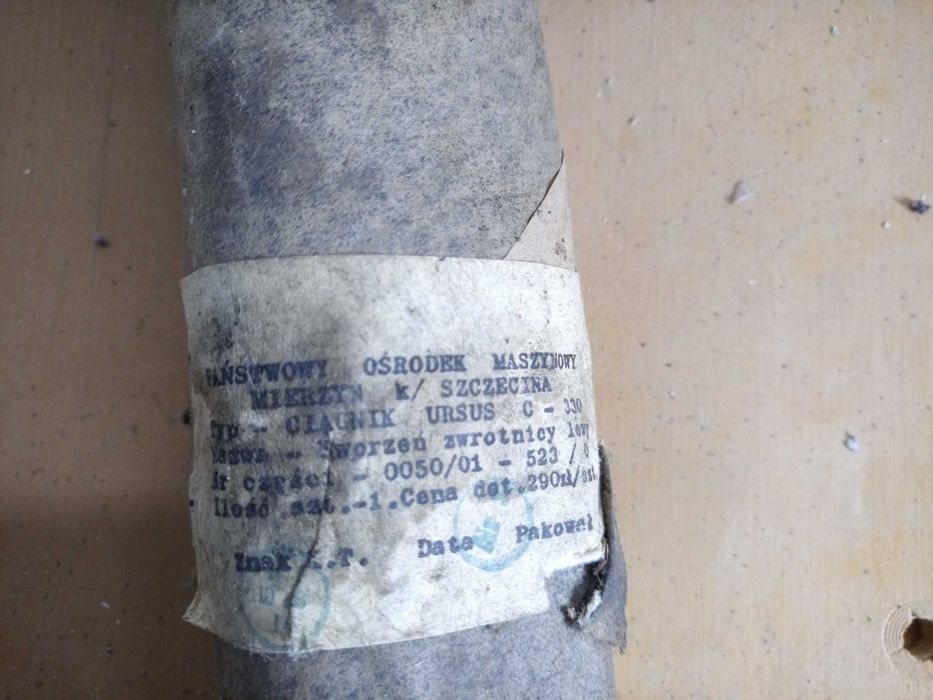 PAŃSTWOWY OŚRODEK MASZYNOWY
MIERZYN k/ SZCZECINA
Typ - CIĄGNIK URSUS C - 330
Nazwa - Sworzeń zwrotnicy lewy
Nr części - 0050/01 - 523 / 0
Ilość szt.-1.Cena det.290zł/szt
Znak K.T. Data Pakował